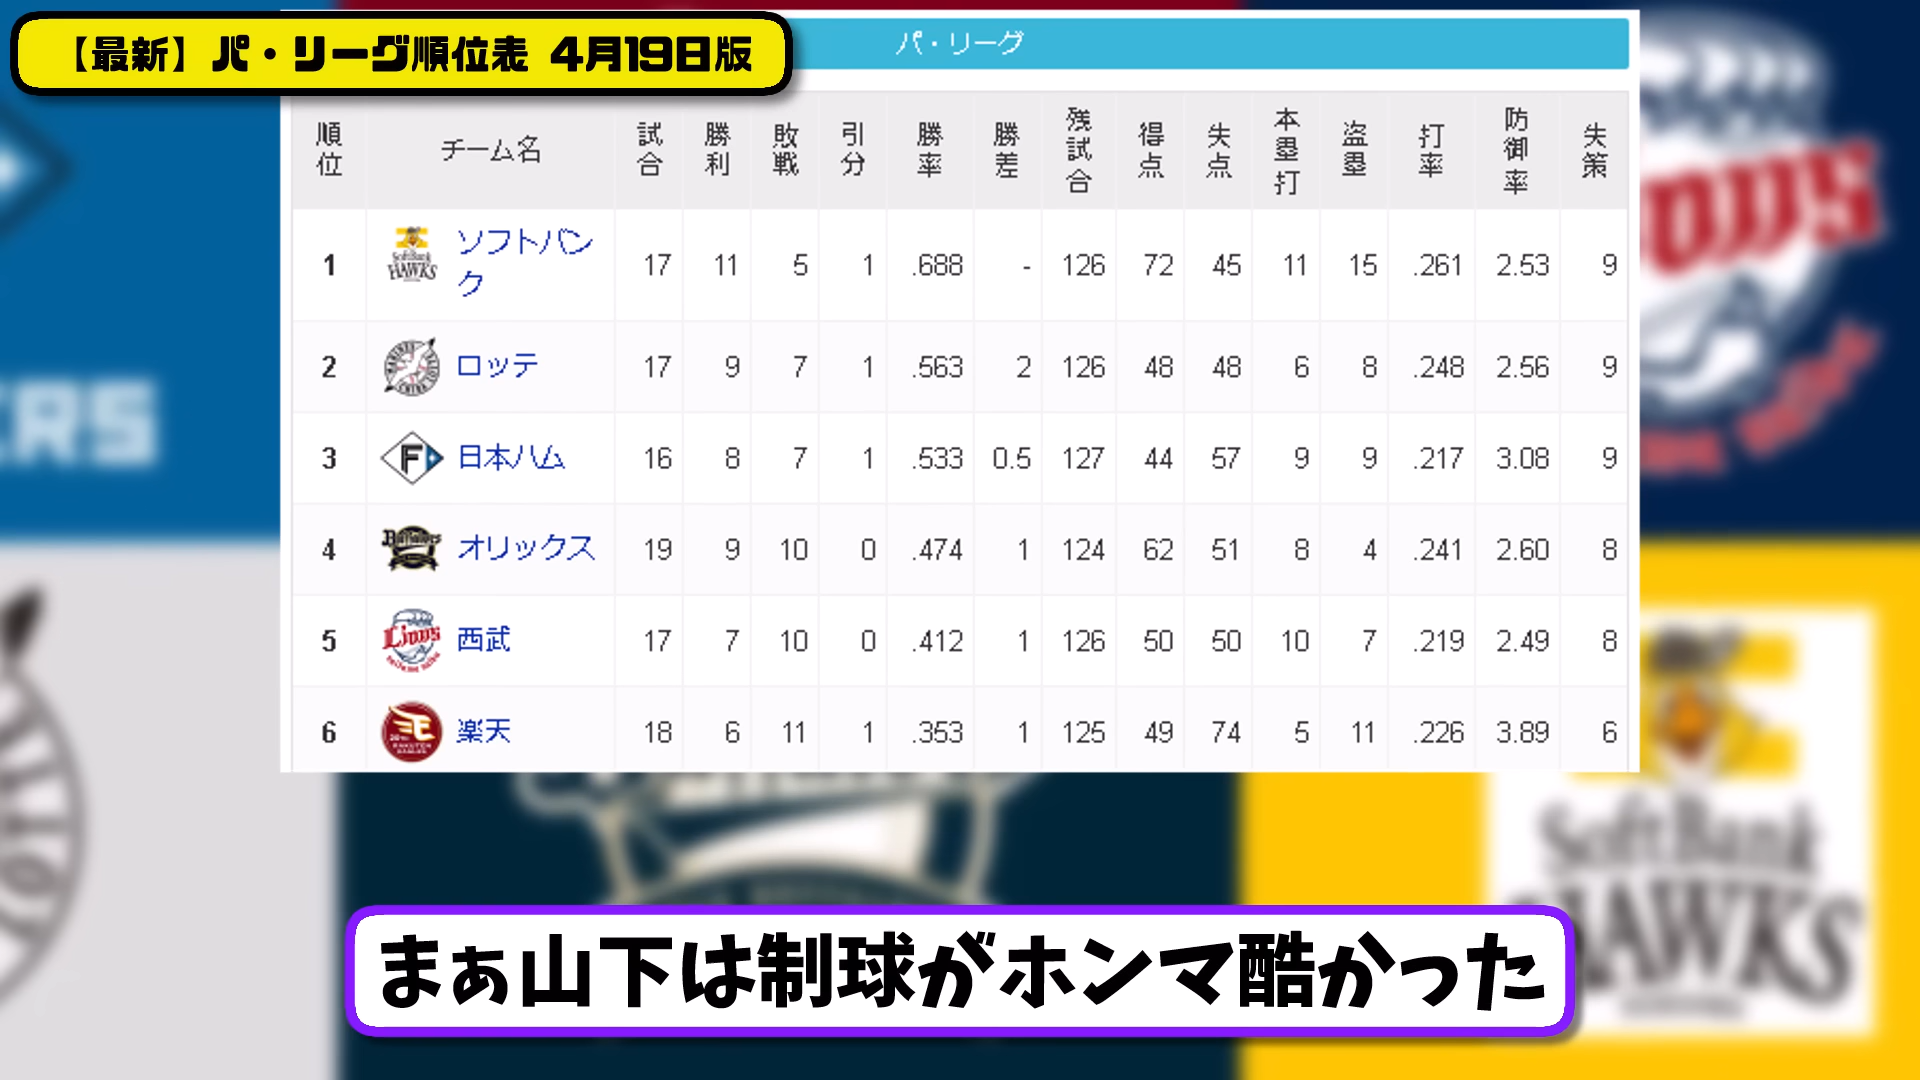 【最新】パ・リーグ順位表 4月19日版
パ・リーグ
順位 チーム名 試合 勝利 敗戦 引分 勝率 勝差 残試合 得点 失点 本塁打 盗塁 打率 防御率 失策
1 ソフトバンク 17 11 5 1 .688 - 126 72 45 11 15 .261 2.53 9
2 ロッテ 17 9 7 1 .563 2 126 48 48 6 8 .248 2.56 9
3 日本ハム 16 8 7 1 .533 0.5 127 44 57 9 9 .217 3.08 9
4 オリックス 19 9 10 0 .474 1 124 62 51 8 4 .241 2.60 8
5 西武 17 7 10 0 .412 1 126 50 50 10 7 .219 2.49 8
6 楽天 18 6 11 1 .353 1 125 49 74 5 11 .226 3.89 6
SoftBank
HAWKS
まぁ山下は制球がホンマ酷かった